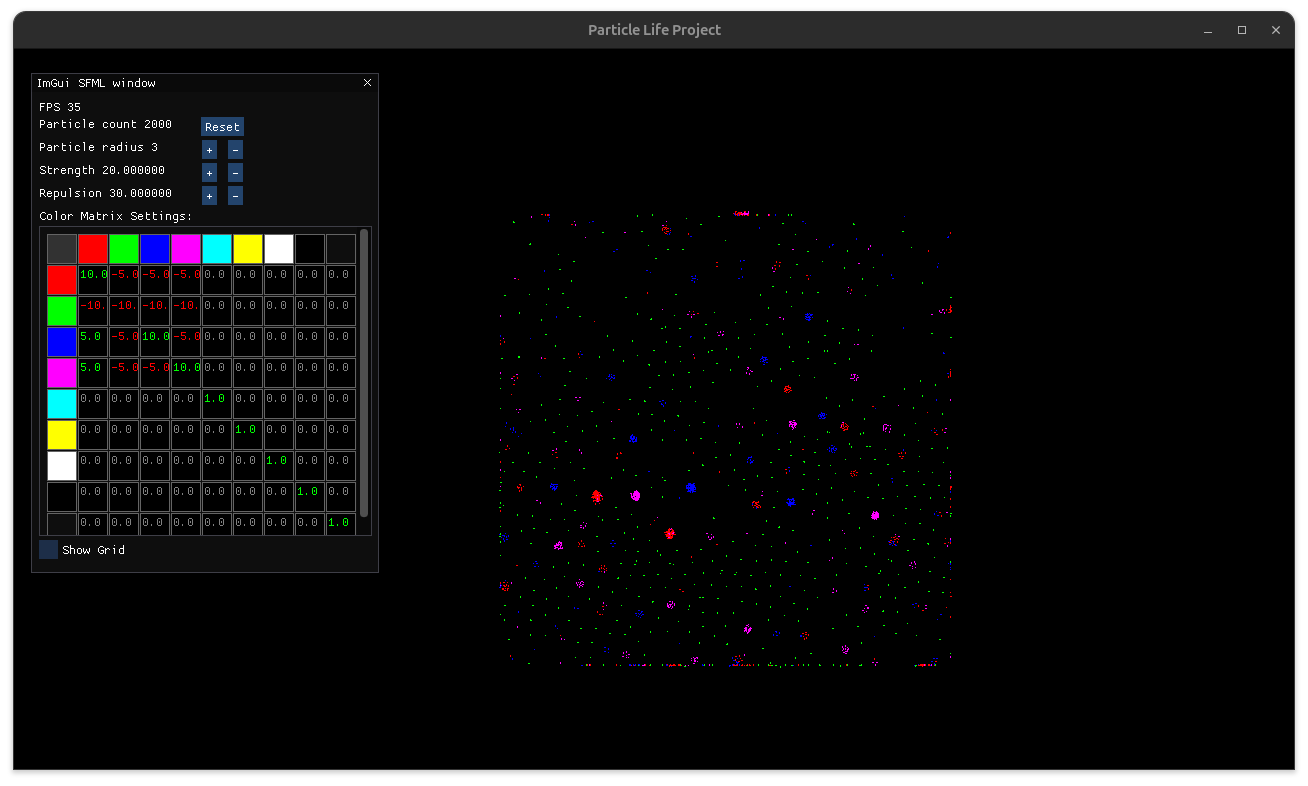 Particle Life Project
ImGui SFML window
FPS 35
Particle count 2000 Reset
Particle radius 3 + -
Strength 20.000000 + -
Repulsion 30.000000 + -
Color Matrix Settings:
10.0 -5.0 -5.0 -5.0 0.0 0.0 0.0 0.0 0.0
-10. -10. -10. -10. 0.0 0.0 0.0 0.0 0.0
5.0 -5.0 10.0 -5.0 0.0 0.0 0.0 0.0 0.0
5.0 -5.0 -5.0 10.0 0.0 0.0 0.0 0.0 0.0
0.0 0.0 0.0 0.0 1.0 0.0 0.0 0.0 0.0
0.0 0.0 0.0 0.0 0.0 1.0 0.0 0.0 0.0
0.0 0.0 0.0 0.0 0.0 0.0 1.0 0.0 0.0
0.0 0.0 0.0 0.0 0.0 0.0 0.0 1.0 0.0
0.0 0.0 0.0 0.0 0.0 0.0 0.0 0.0 1.0
Show Grid